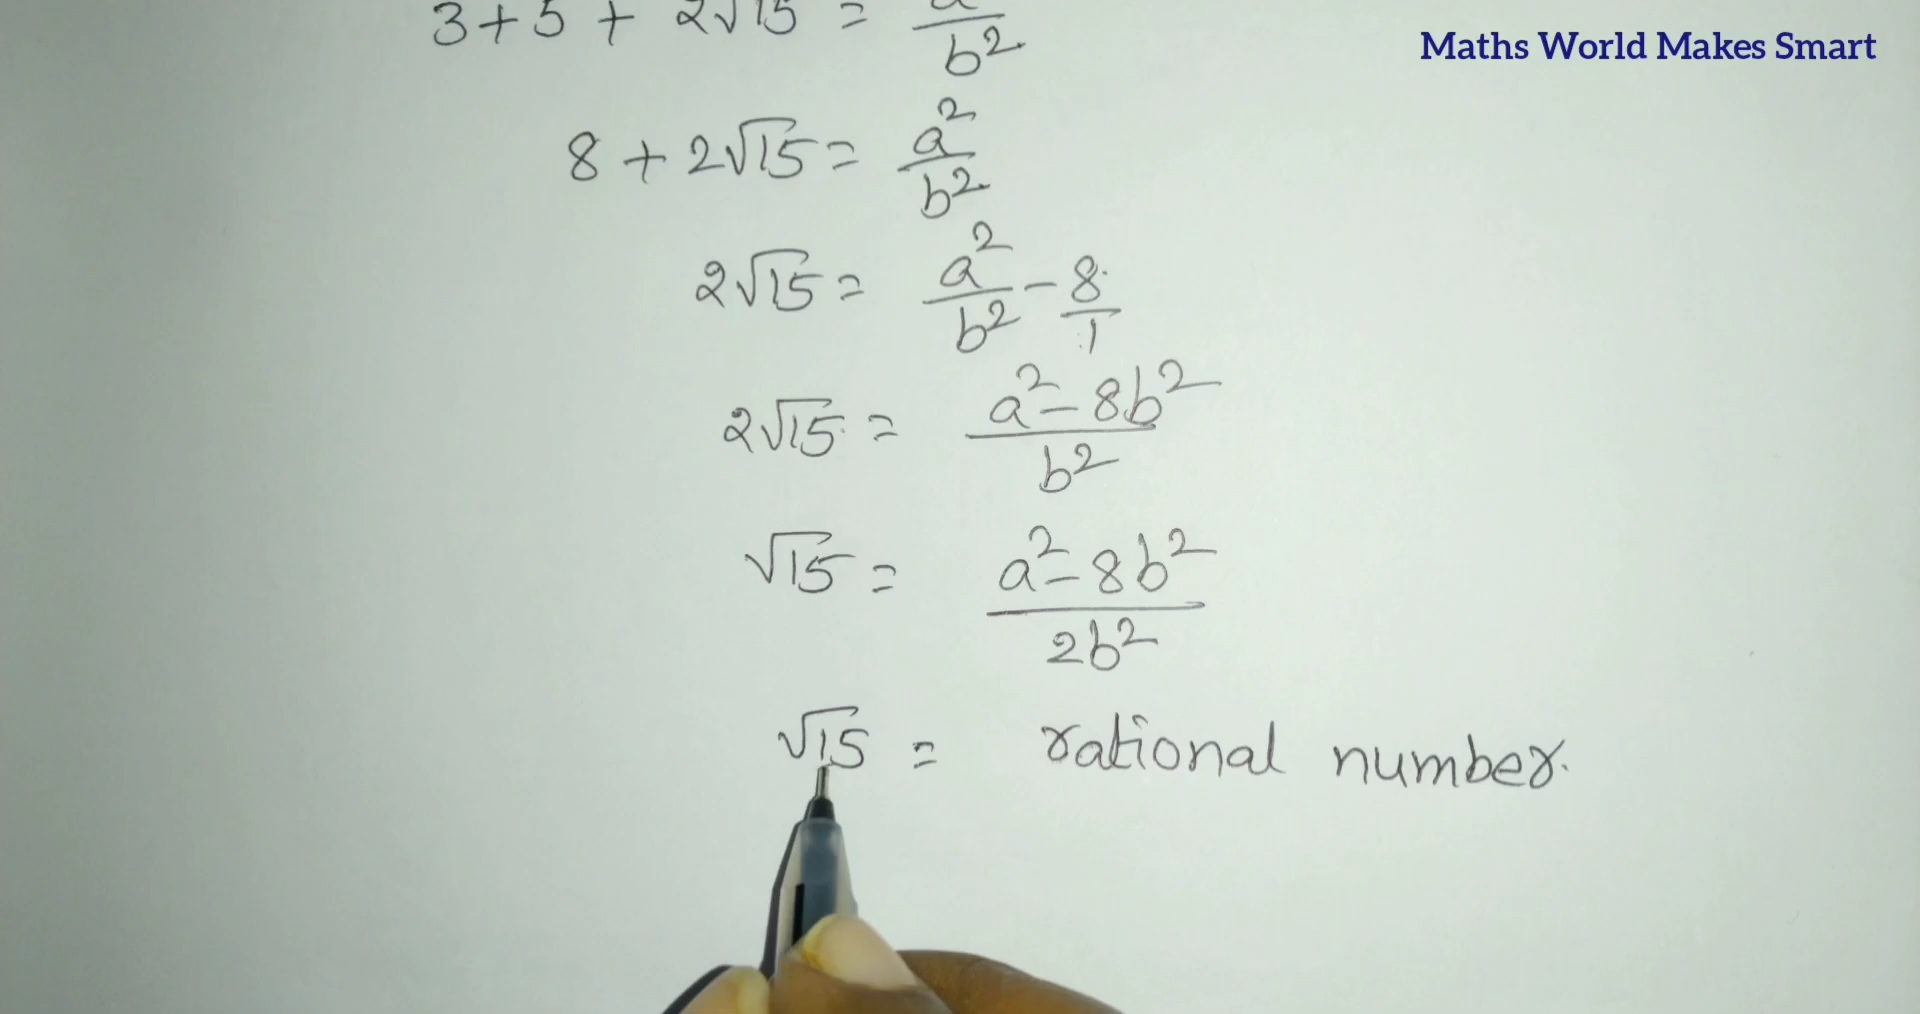 3+5 + 2√15 = a/b²
Maths World Makes Smart
8 + 2√15 = a²/b²
2√15 = a²/b² - 8/1
2√15 = (a² - 8b²)/b²
√15 = (a² - 8b²)/2b²
√15 = rational number.